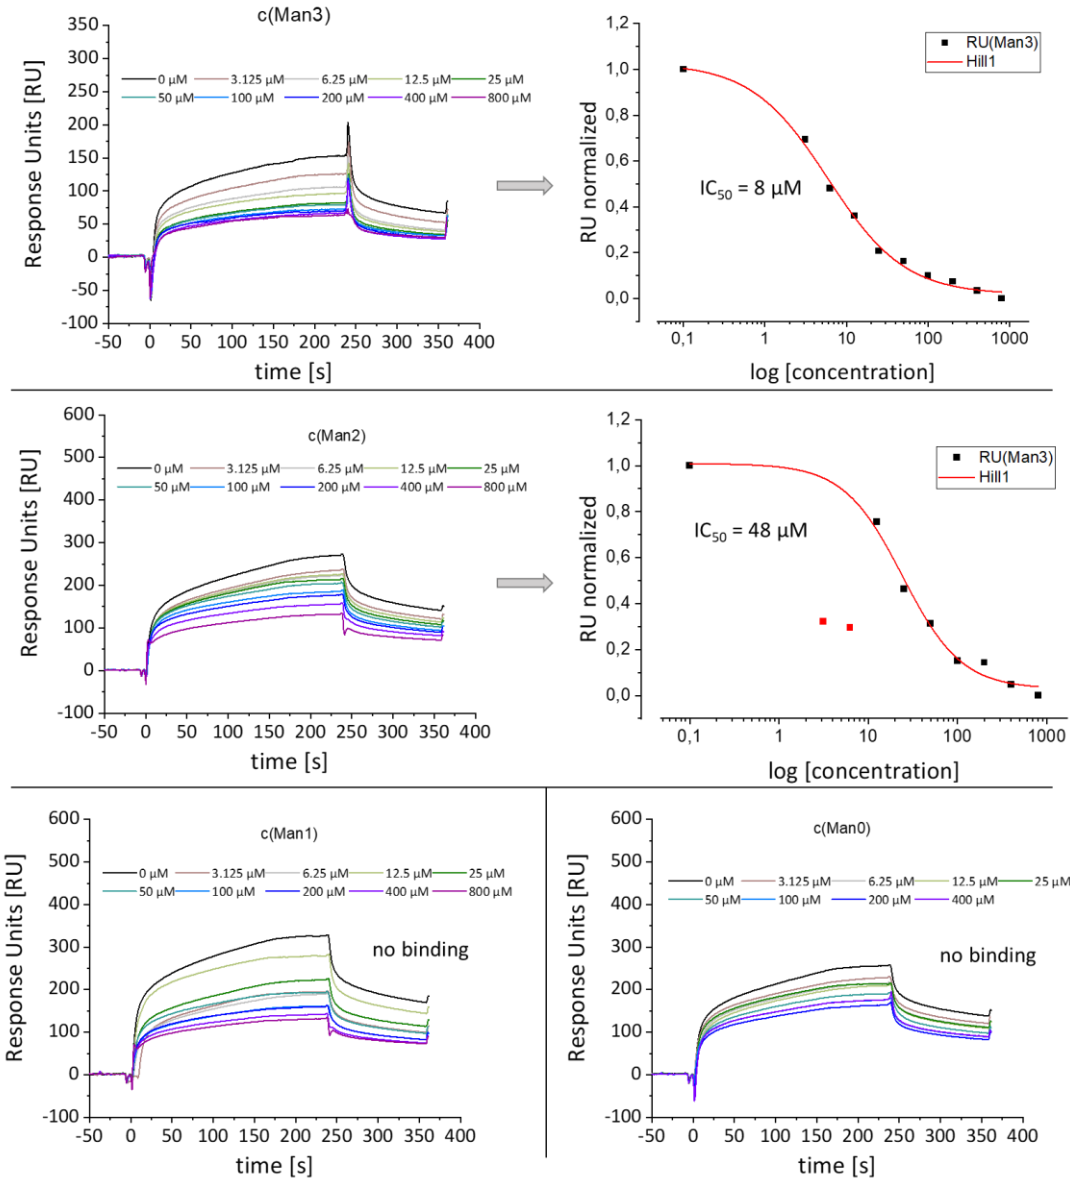 c(Man3)
350
300
250
200
150
100
50
0
-50
-100
Response Units [RU]
0 µM 3.125 µM 6.25 µM 12.5 µM 25 µM
50 µM 100 µM 200 µM 400 µM 800 µM
-50 0 50 100 150 200 250 300 350 400
time [s]
1,2
1,0
0,8
0,6
0,4
0,2
0,0
RU normalized
RU(Man3)
Hill1
IC50 = 8 µM
0,1 1 10 100 1000
log [concentration]
600
500
400
300
200
100
0
-100
Response Units [RU]
c(Man2)
0 µM 3.125 µM 6.25 µM 12.5 µM 25 µM
50 µM 100 µM 200 µM 400 µM 800 µM
-50 0 50 100 150 200 250 300 350 400
time [s]
1,2
1,0
0,8
0,6
0,4
0,2
0,0
RU normalized
RU(Man3)
Hill1
IC50 = 48 µM
0,1 1 10 100 1000
log [concentration]
600
500
400
300
200
100
0
-100
Response Units [RU]
c(Man1)
0 µM 3.125 µM 6.25 µM 12.5 µM 25 µM
50 µM 100 µM 200 µM 400 µM 800 µM
no binding
-50 0 50 100 150 200 250 300 350 400
time [s]
600
500
400
300
200
100
0
-100
Response Units [RU]
c(Man0)
0 µM 3.125 µM 6.25 µM 12.5 µM 25 µM
50 µM 100 µM 200 µM 400 µM
no binding
-50 0 50 100 150 200 250 300 350 400
time [s]